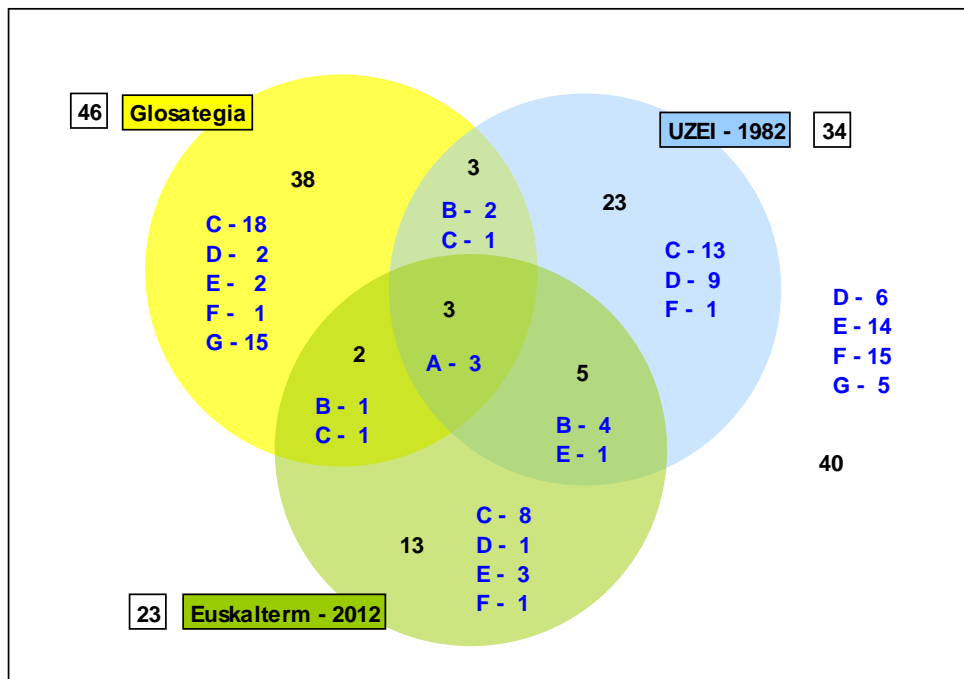 46 Glosategia
UZEI - 1982 34
38
C - 18
D - 2
E - 2
F - 1
G - 15
3
B - 2
C - 1
23
C - 13
D - 9
F - 1
3
A - 3
2
B - 1
C - 1
5
B - 4
E - 1
D - 6
E - 14
F - 15
G - 5
40
13
C - 8
D - 1
E - 3
F - 1
23 Euskalterm - 2012